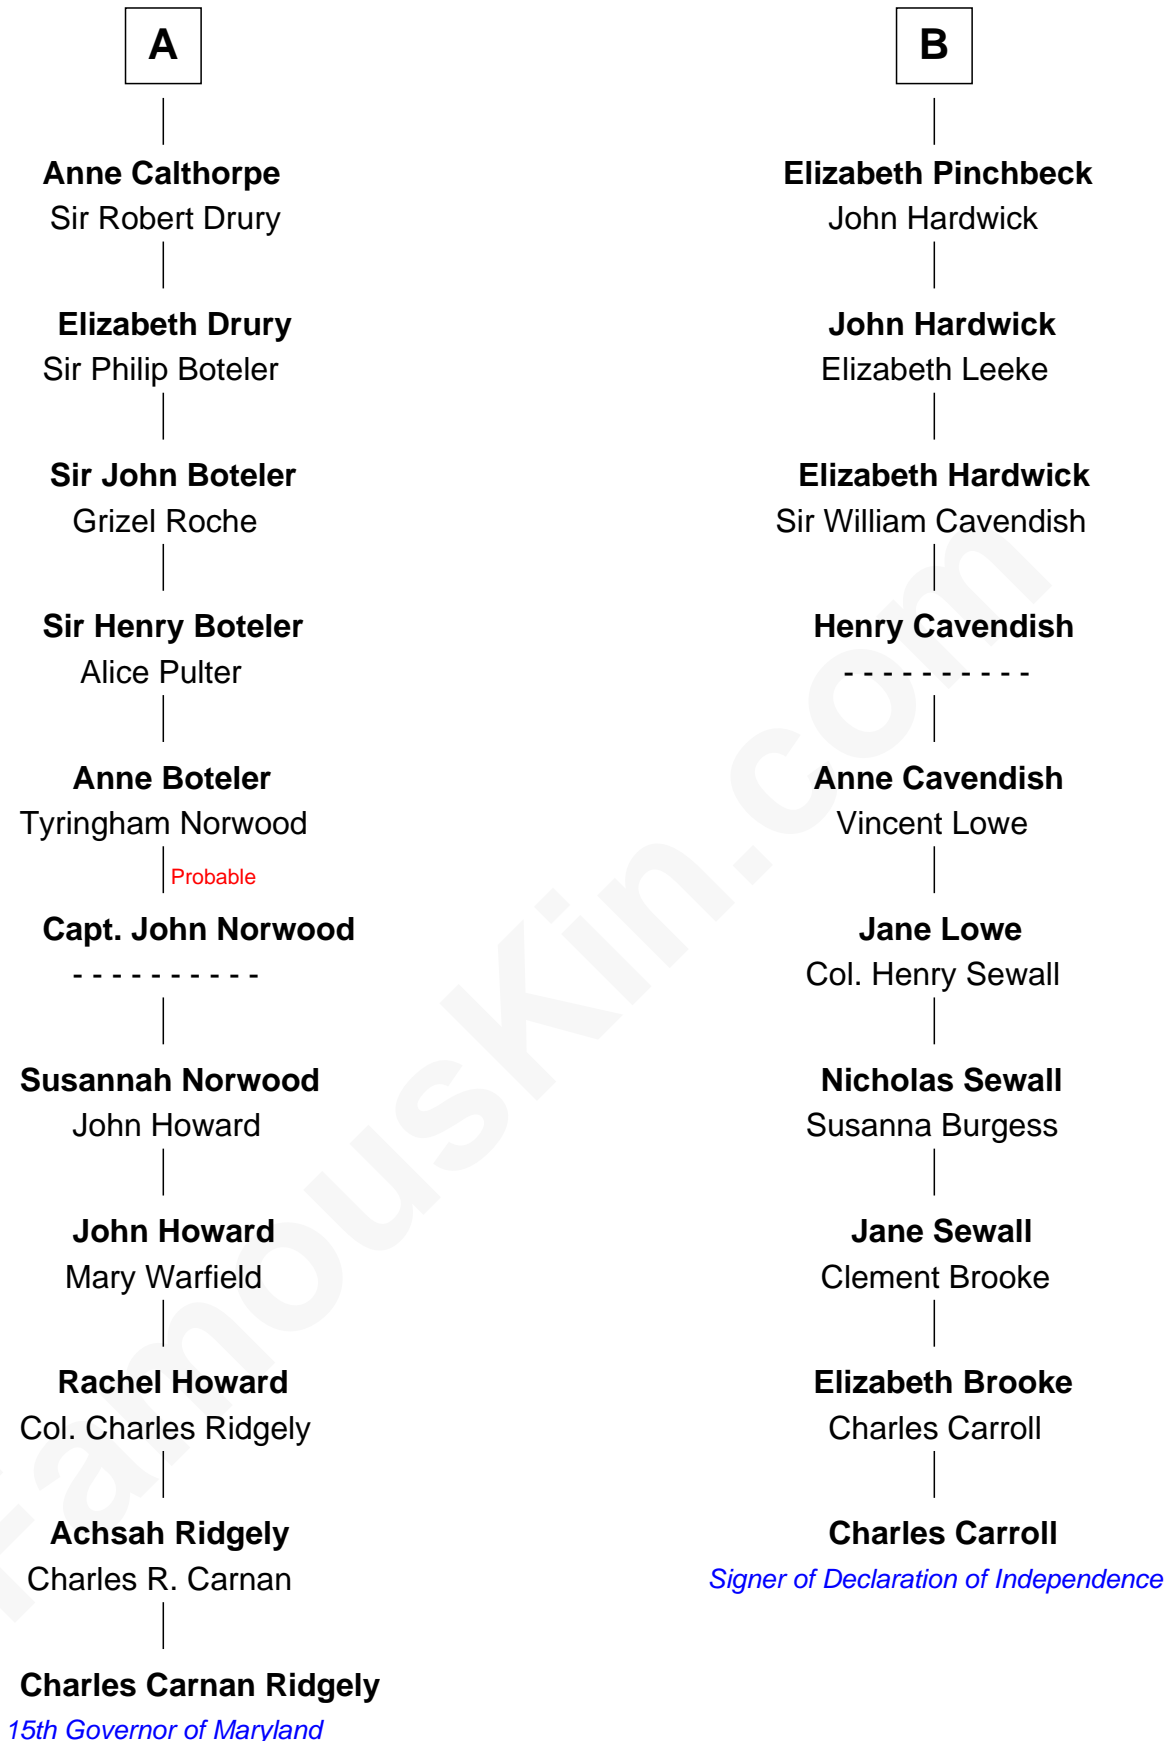 A
Anne Calthorpe
Sir Robert Drury
Elizabeth Drury
Sir Philip Boteler
Sir John Boteler
Grizel Roche
Sir Henry Boteler
Alice Pulter
Anne Boteler
Tyringham Norwood
Probable
Capt. John Norwood
- - - - - - - - - -
Susannah Norwood
John Howard
John Howard
Mary Warfield
Rachel Howard
Col. Charles Ridgely
Achsah Ridgely
Charles R. Carnan
Charles Carnan Ridgely
15th Governor of Maryland
B
Elizabeth Pinchbeck
John Hardwick
John Hardwick
Elizabeth Leeke
Elizabeth Hardwick
Sir William Cavendish
Henry Cavendish
- - - - - - - - - -
Anne Cavendish
Vincent Lowe
Jane Lowe
Col. Henry Sewall
Nicholas Sewall
Susanna Burgess
Jane Sewall
Clement Brooke
Elizabeth Brooke
Charles Carroll
Charles Carroll
Signer of Declaration of Independence
FamousKin.com